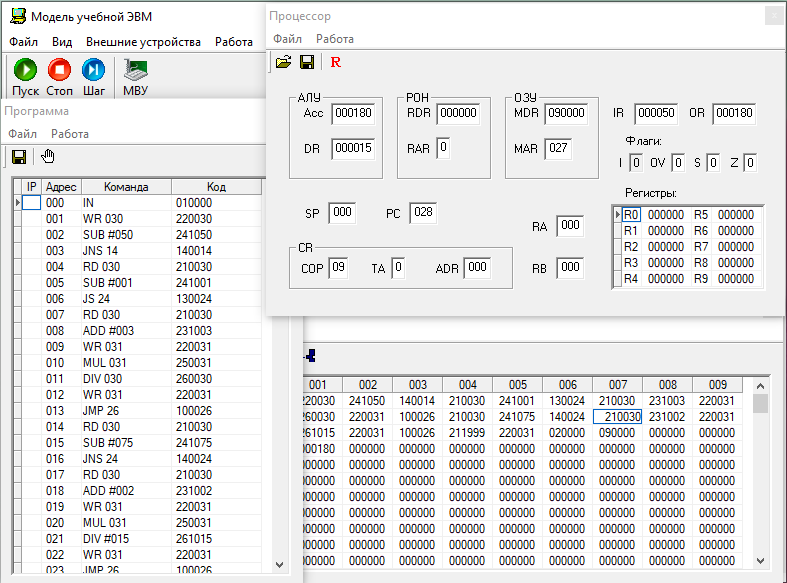 Модель учебной ЭВМ
Файл Вид Внешние устройства Работа
Пуск Стоп Шаг МВУ
Программа
Файл Работа
IP Адрес Команда Код
000 IN 010000
001 WR 030 220030
002 SUB #050 241050
003 JNS 14 140014
004 RD 030 210030
005 SUB #001 241001
006 JS 24 130024
007 RD 030 210030
008 ADD #003 231003
009 WR 031 220031
010 MUL 031 250031
011 DIV 030 260030
012 WR 031 220031
013 JMP 26 100026
014 RD 030 210030
015 SUB #075 241075
016 JNS 24 140024
017 RD 030 210030
018 ADD #002 231002
019 WR 031 220031
020 MUL 031 250031
021 DIV #015 261015
022 WR 031 220031
023 JMP 26 100026
Процессор
Файл Работа
R
АЛУ РОН ОЗУ
Acc 000180 RDR 000000 MDR 090000 IR 000050 OR 000180
DR 000015 RAR 0 MAR 027
Флаги:
I 0 OV 0 S 0 Z 0
SP 000 PC 028 RA 000
CR
COP 09 TA 0 ADR 000 RB 000
Регистры:
R0 000000 R5 000000
R1 000000 R6 000000
R2 000000 R7 000000
R3 000000 R8 000000
R4 000000 R9 000000
001 002 003 004 005 006 007 008 009
220030 241050 140014 210030 241001 130024 210030 231003 220031
260030 220031 100026 210030 241075 140024 210030 231002 220031
261015 220031 100026 211999 220031 020000 090000 000000 000000
000180 000000 000000 000000 000000 000000 000000 000000 000000
000000 000000 000000 000000 000000 000000 000000 000000 000000
000000 000000 000000 000000 000000 000000 000000 000000 000000
000000 000000 000000 000000 000000 000000 000000 000000 000000
000000 000000 000000 000000 000000 000000 000000 000000 000000
000000 000000 000000 000000 000000 000000 000000 000000 000000
000000 000000 000000 000000 000000 000000 000000 000000 000000